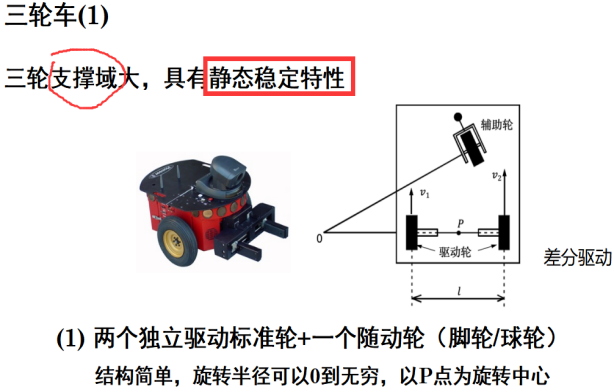 三轮车(1)
三轮支撑域大，具有静态稳定特性
辅助轮
v₁
v₂
P
0
驱动轮
差分驱动
l
(1) 两个独立驱动标准轮+一个随动轮（脚轮/球轮）
结构简单，旋转半径可以0到无穷，以P点为旋转中心